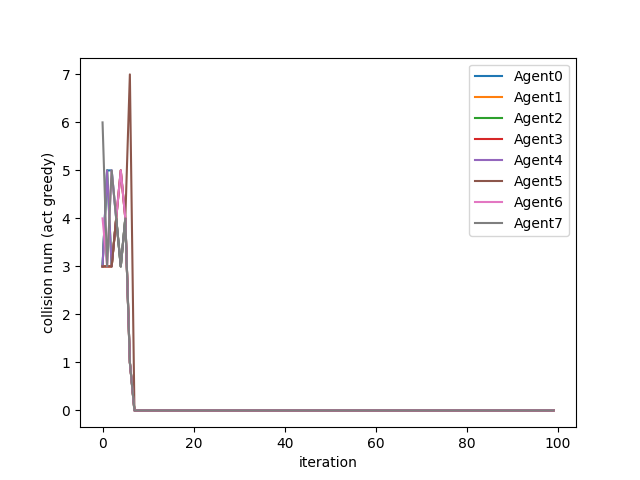 Agent0
Agent1
Agent2
Agent3
Agent4
Agent5
Agent6
Agent7
7
6
5
4
3
2
1
0
collision num (act greedy)
0 20 40 60 80 100
iteration